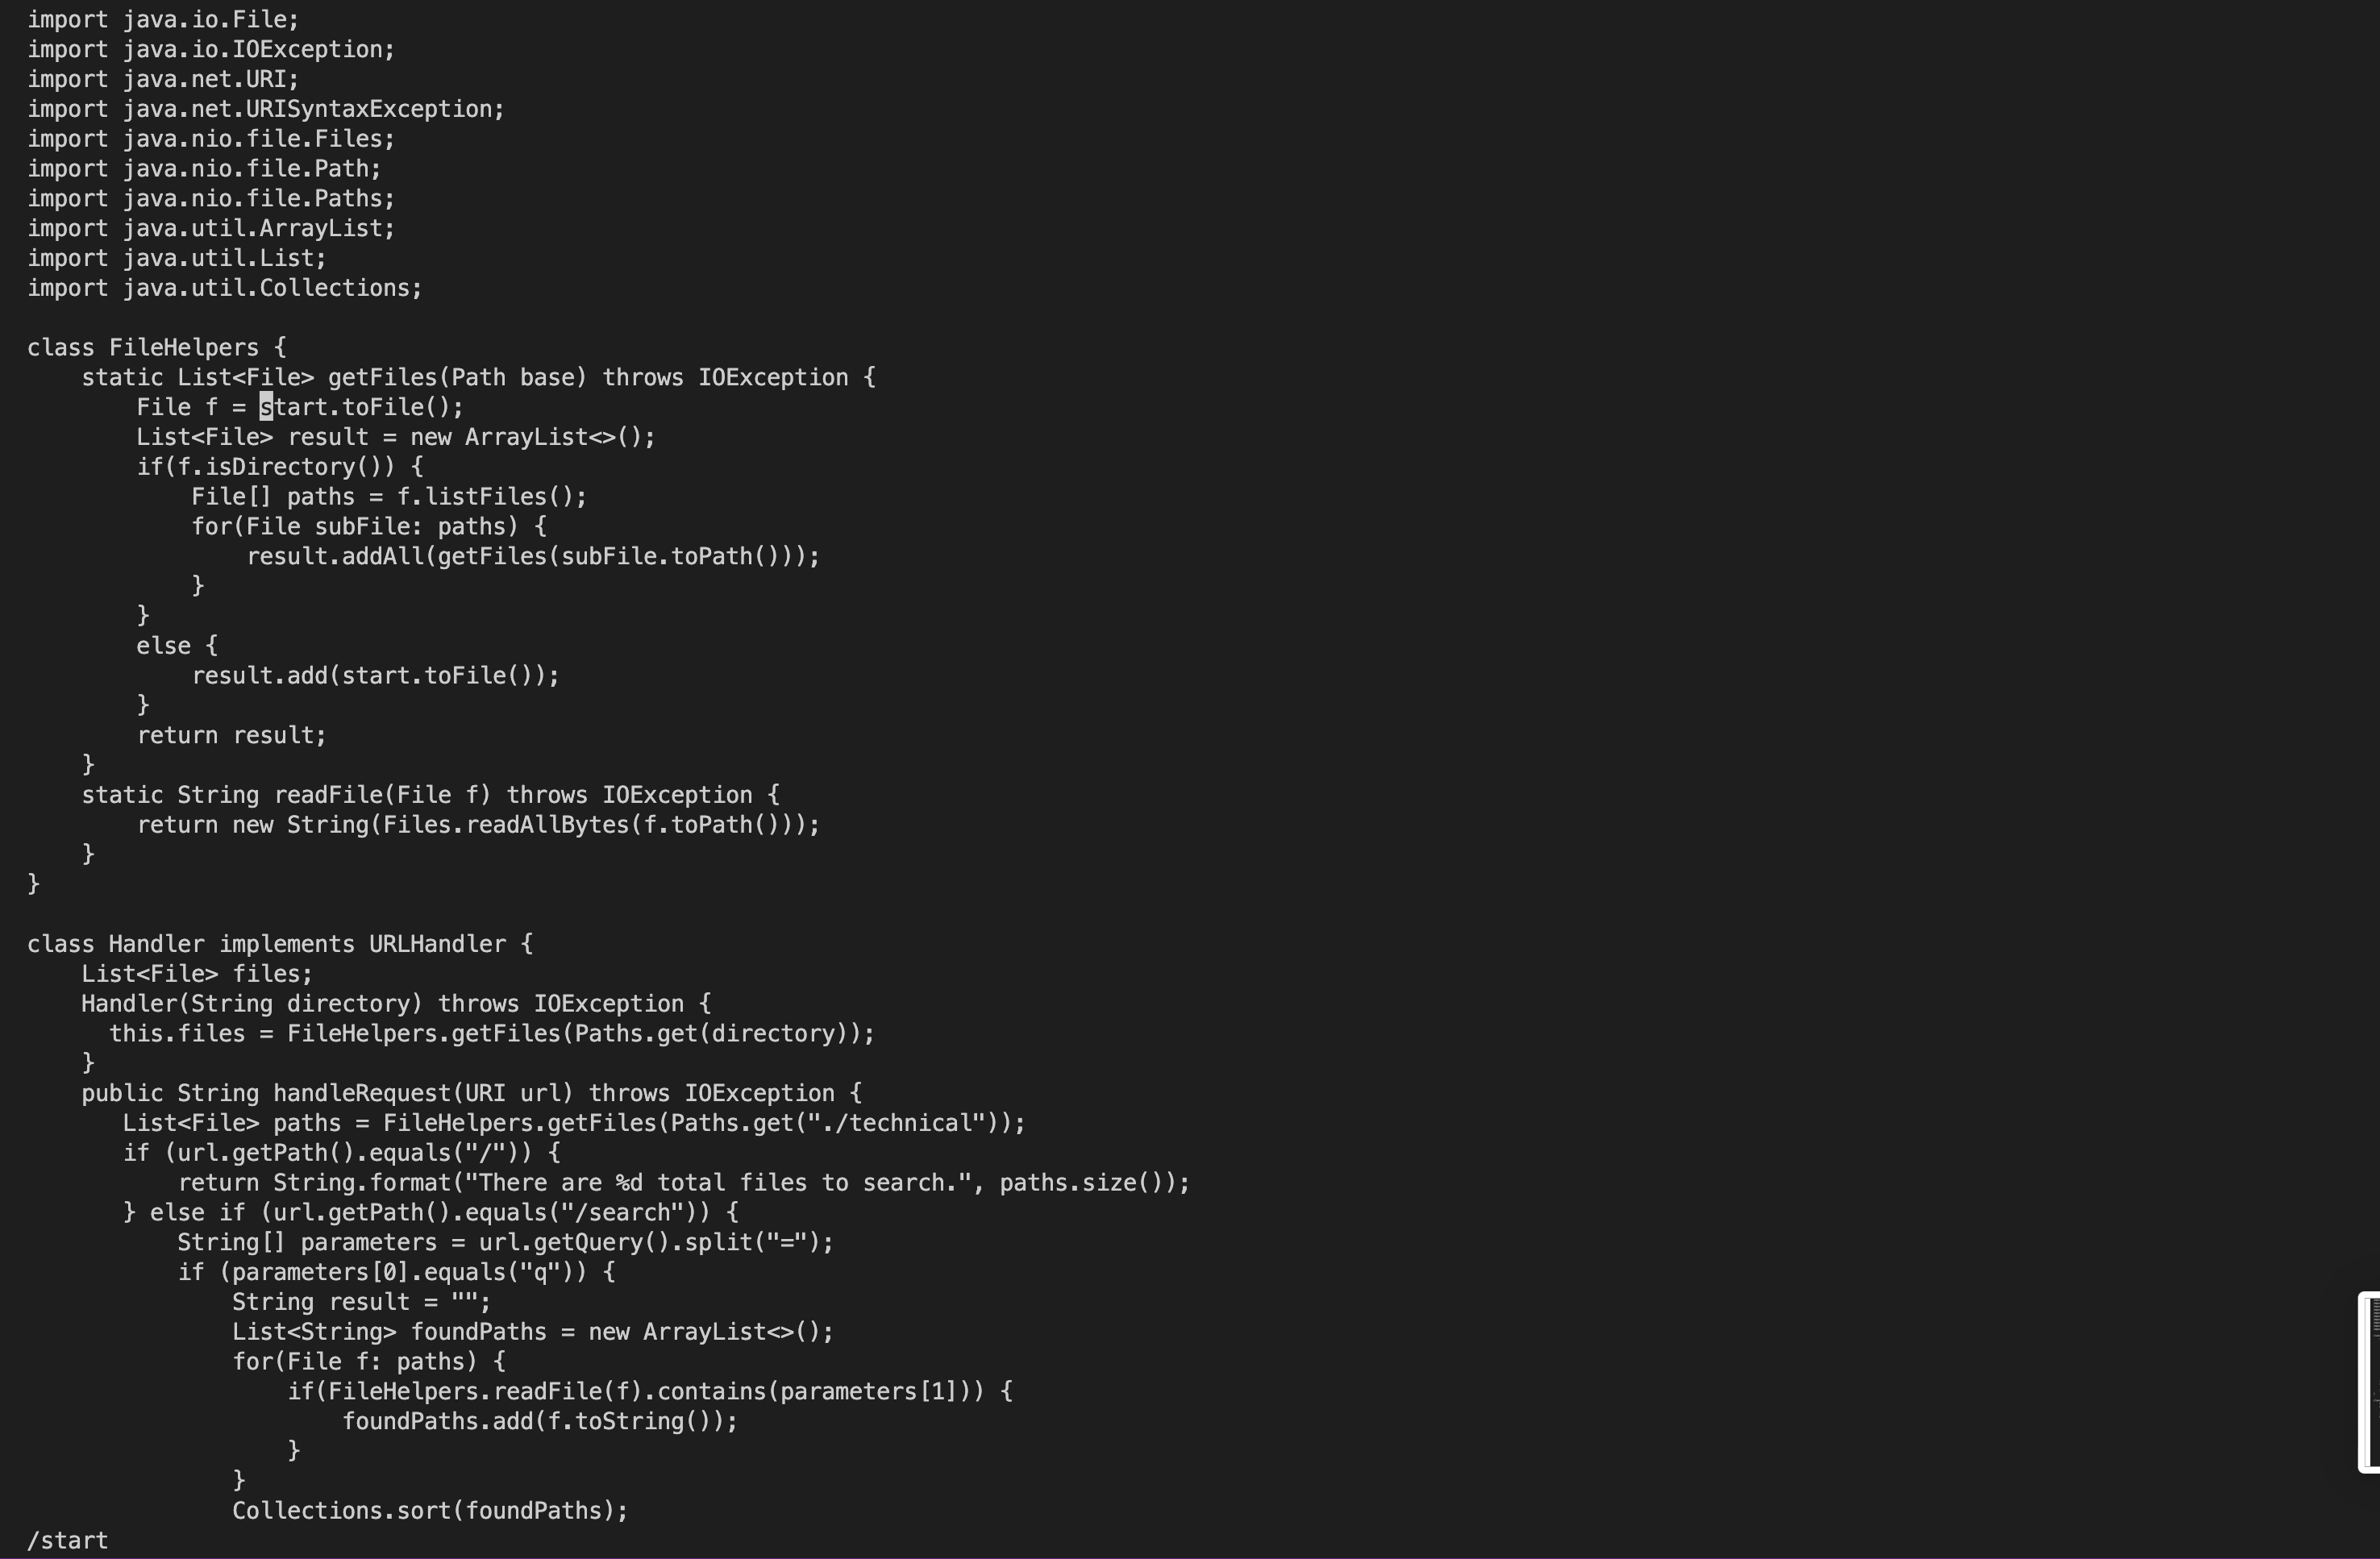 import java.io.File;
import java.io.IOException;
import java.net.URI;
import java.net.URISyntaxException;
import java.nio.file.Files;
import java.nio.file.Path;
import java.nio.file.Paths;
import java.util.ArrayList;
import java.util.List;
import java.util.Collections;

class FileHelpers {
    static List<File> getFiles(Path base) throws IOException {
        File f = start.toFile();
        List<File> result = new ArrayList<>();
        if(f.isDirectory()) {
            File[] paths = f.listFiles();
            for(File subFile: paths) {
                result.addAll(getFiles(subFile.toPath()));
            }
        }
        else {
            result.add(start.toFile());
        }
        return result;
    }
    static String readFile(File f) throws IOException {
        return new String(Files.readAllBytes(f.toPath()));
    }
}

class Handler implements URLHandler {
    List<File> files;
    Handler(String directory) throws IOException {
      this.files = FileHelpers.getFiles(Paths.get(directory));
    }
    public String handleRequest(URI url) throws IOException {
       List<File> paths = FileHelpers.getFiles(Paths.get("./technical"));
       if (url.getPath().equals("/")) {
           return String.format("There are %d total files to search.", paths.size());
       } else if (url.getPath().equals("/search")) {
           String[] parameters = url.getQuery().split("=");
           if (parameters[0].equals("q")) {
               String result = "";
               List<String> foundPaths = new ArrayList<>();
               for(File f: paths) {
                   if(FileHelpers.readFile(f).contains(parameters[1])) {
                       foundPaths.add(f.toString());
                   }
               }
               Collections.sort(foundPaths);
/start